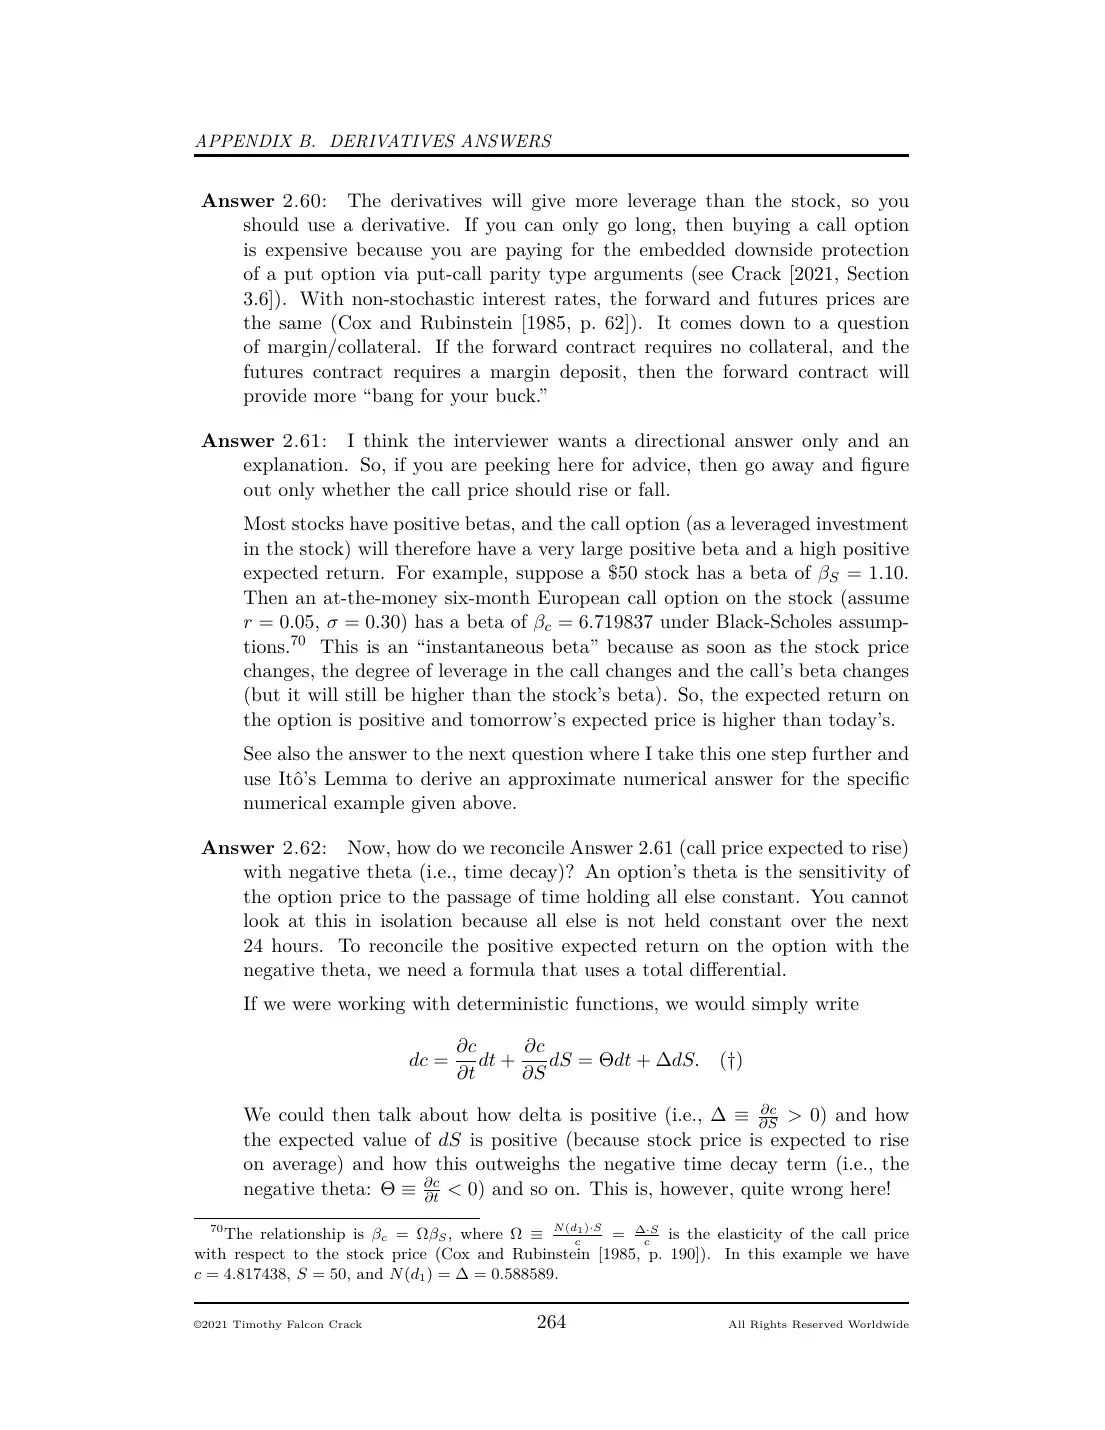 APPENDIX B. DERIVATIVES ANSWERS
Answer 2.60: The derivatives will give more leverage than the stock, so you
should use a derivative. If you can only go long, then buying a call option
is expensive because you are paying for the embedded downside protection
of a put option via put-call parity type arguments (see Crack [2021, Section
3.6]). With non-stochastic interest rates, the forward and futures prices are
the same (Cox and Rubinstein [1985, p. 62]). It comes down to a question
of margin/collateral. If the forward contract requires no collateral, and the
futures contract requires a margin deposit, then the forward contract will
provide more “bang for your buck.”
Answer 2.61: I think the interviewer wants a directional answer only and an
explanation. So, if you are peeking here for advice, then go away and figure
out only whether the call price should rise or fall.
Most stocks have positive betas, and the call option (as a leveraged investment
in the stock) will therefore have a very large positive beta and a high positive
expected return. For example, suppose a $50 stock has a beta of β_S = 1.10.
Then an at-the-money six-month European call option on the stock (assume
r = 0.05, σ = 0.30) has a beta of β_c = 6.719837 under Black-Scholes assump-
tions.⁷⁰ This is an “instantaneous beta” because as soon as the stock price
changes, the degree of leverage in the call changes and the call’s beta changes
(but it will still be higher than the stock’s beta). So, the expected return on
the option is positive and tomorrow’s expected price is higher than today’s.
See also the answer to the next question where I take this one step further and
use Itô’s Lemma to derive an approximate numerical answer for the specific
numerical example given above.
Answer 2.62: Now, how do we reconcile Answer 2.61 (call price expected to rise)
with negative theta (i.e., time decay)? An option’s theta is the sensitivity of
the option price to the passage of time holding all else constant. You cannot
look at this in isolation because all else is not held constant over the next
24 hours. To reconcile the positive expected return on the option with the
negative theta, we need a formula that uses a total differential.
If we were working with deterministic functions, we would simply write
dc = ∂c/∂t dt + ∂c/∂S dS = Θdt + ΔdS. (†)
We could then talk about how delta is positive (i.e., Δ ≡ ∂c/∂S > 0) and how
the expected value of dS is positive (because stock price is expected to rise
on average) and how this outweighs the negative time decay term (i.e., the
negative theta: Θ ≡ ∂c/∂t < 0) and so on. This is, however, quite wrong here!
⁷⁰The relationship is β_c = Ωβ_S, where Ω ≡ N(d₁)·S/c = Δ·S/c is the elasticity of the call price
with respect to the stock price (Cox and Rubinstein [1985, p. 190]). In this example we have
c = 4.817438, S = 50, and N(d₁) = Δ = 0.588589.
©2021 Timothy Falcon Crack 264 All Rights Reserved Worldwide